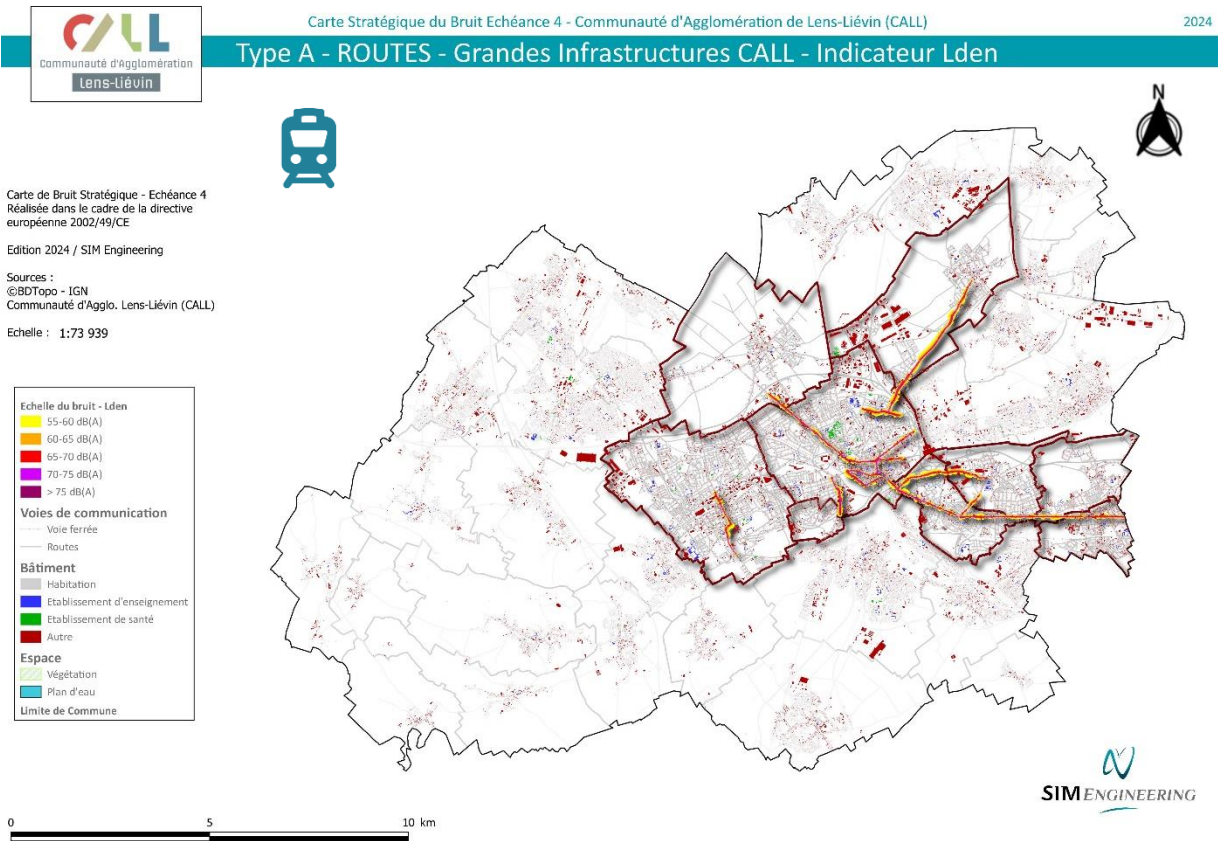 Carte Stratégique du Bruit Echéance 4 - Communauté d'Agglomération de Lens-Liévin (CALL)
2024
Type A - ROUTES - Grandes Infrastructures CALL - Indicateur Lden
CALL
Communauté d'Agglomération
Lens-Liévin
N
Carte de Bruit Stratégique - Echéance 4
Réalisée dans le cadre de la directive
européenne 2002/49/CE
Edition 2024 / SIM Engineering
Sources :
©BDTopo - IGN
Communauté d'Agglo. Lens-Liévin (CALL)
Echelle : 1:73 939
Echelle du bruit - Lden
55-60 dB(A)
60-65 dB(A)
65-70 dB(A)
70-75 dB(A)
> 75 dB(A)
Voies de communication
Voie ferrée
Routes
Bâtiment
Habitation
Etablissement d'enseignement
Etablissement de santé
Autre
Espace
Végétation
Plan d'eau
Limite de Commune
SIM ENGINEERING
0 5 10 km